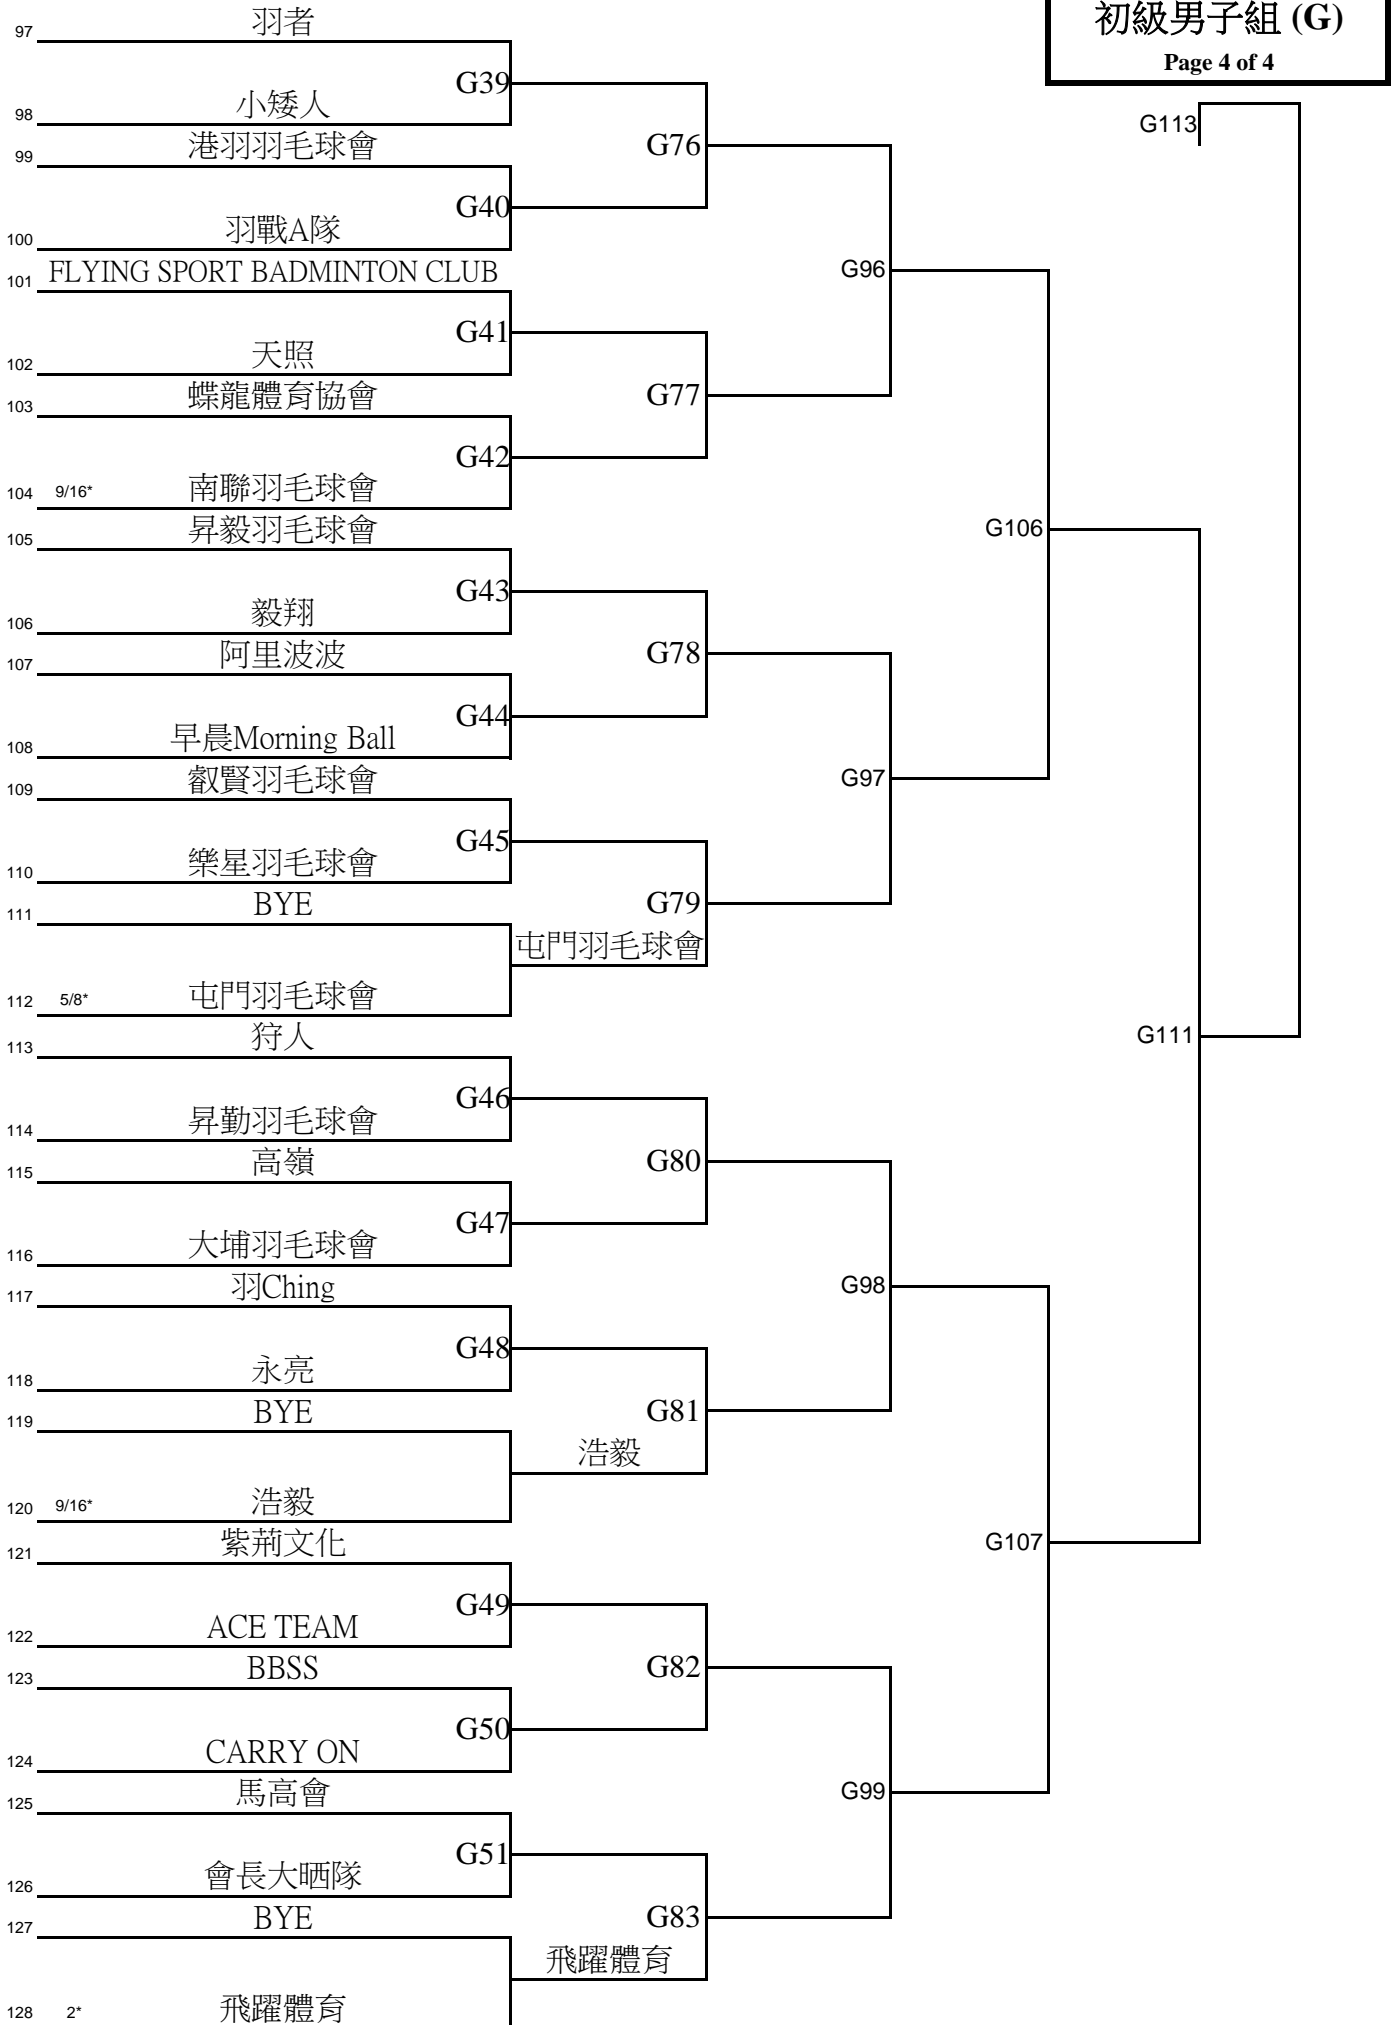 初級男子組 (G)
Page 4 of 4
97 羽者
G39
98 小矮人
G113
99 港羽羽毛球會
G76
G40
100 羽戰A隊
101 FLYING SPORT BADMINTON CLUB
G96
G41
102 天照
103 蝶龍體育協會
G77
G42
104 9/16* 南聯羽毛球會
105 昇毅羽毛球會
G106
G43
106 毅翔
107 阿里波波
G78
G44
108 早晨Morning Ball
109 叡賢羽毛球會
G97
G45
110 樂星羽毛球會
111 BYE
G79
屯門羽毛球會
112 5/8* 屯門羽毛球會
113 狩人
G111
G46
114 昇勤羽毛球會
115 高嶺
G80
G47
116 大埔羽毛球會
117 羽Ching
G98
G48
118 永亮
119 BYE
G81
浩毅
120 9/16* 浩毅
121 紫荊文化
G107
G49
122 ACE TEAM
123 BBSS
G82
G50
124 CARRY ON
125 馬高會
G99
G51
126 會長大晒隊
127 BYE
G83
飛躍體育
128 2* 飛躍體育